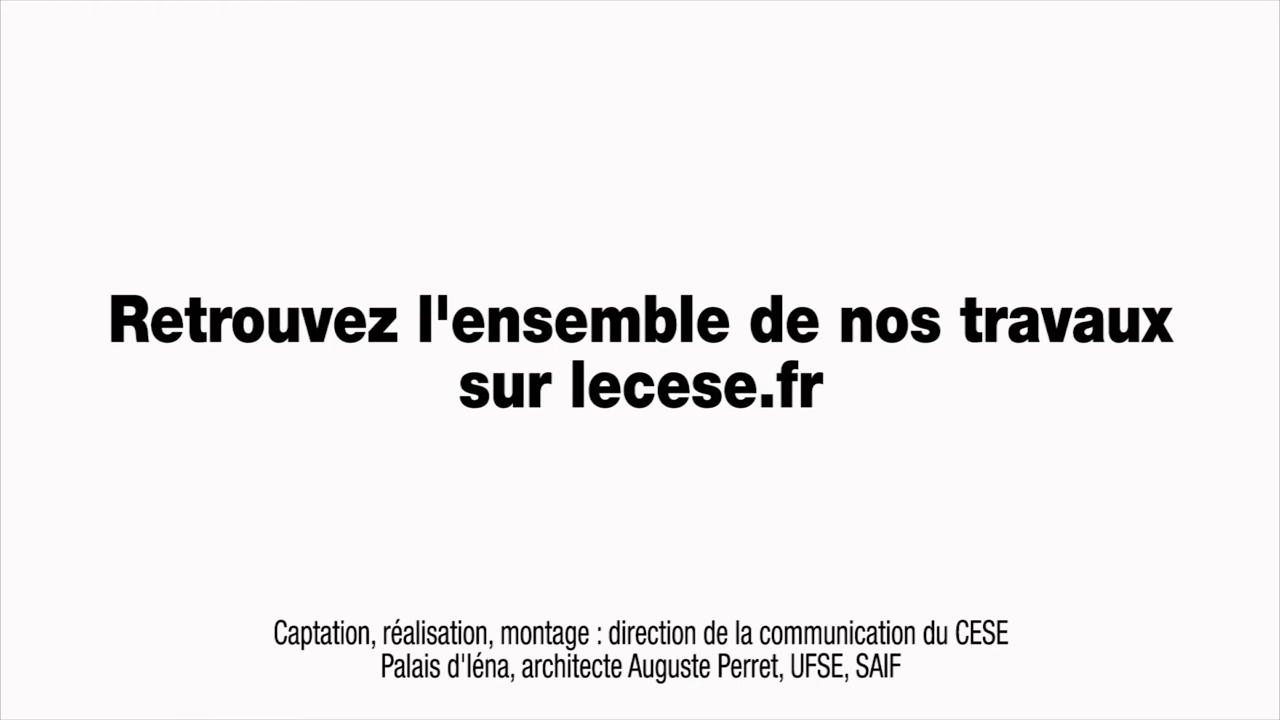 Retrouvez l'ensemble de nos travaux
sur lecese.fr
Captation, réalisation, montage : direction de la communication du CESE
Palais d'Iéna, architecte Auguste Perret, UFSE, SAIF